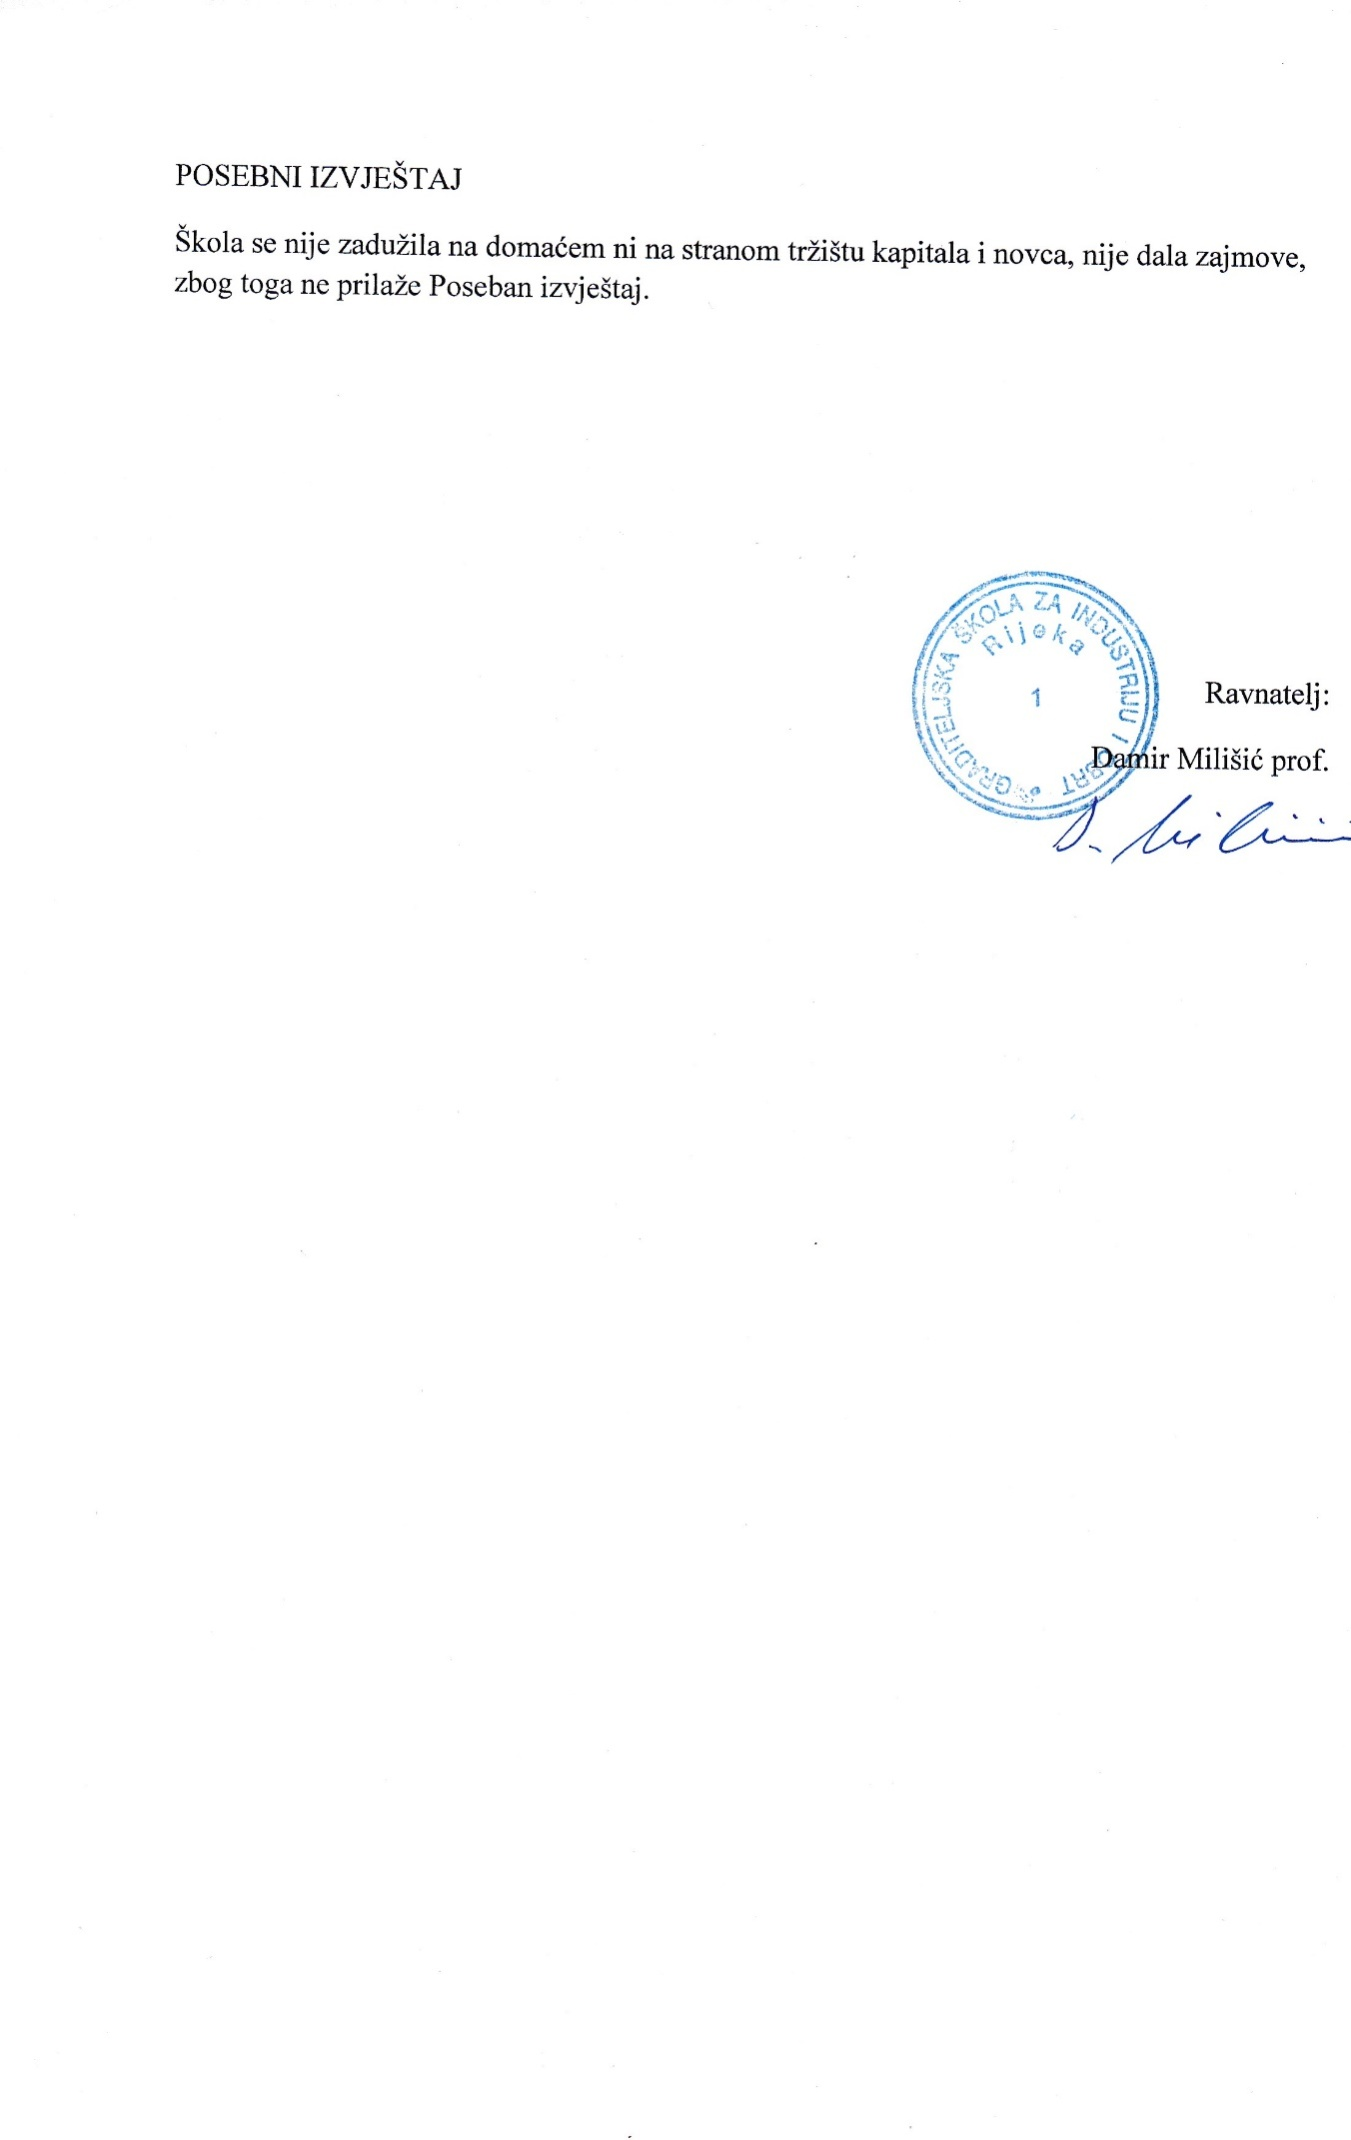 POSEBNI IZVJEŠTAJ
Škola se nije zadužila na domaćem ni na stranom tržištu kapitala i novca, nije dala zajmove,
zbog toga ne prilaže Poseban izvještaj.
GRADITELJSKA ŠKOLA ZA INDUSTRIJU I OBRT
Rijeka
1
Ravnatelj:
Damir Milišić prof.